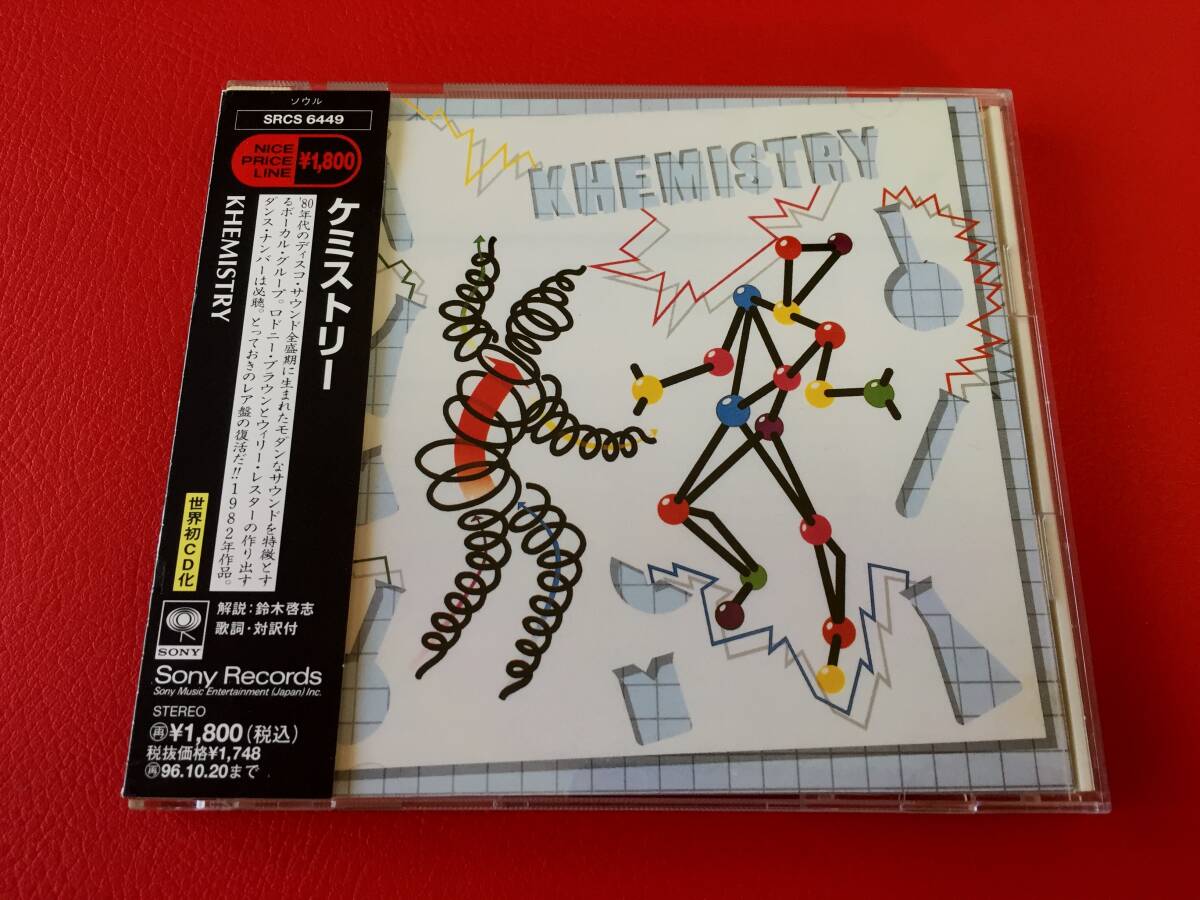 ソウル
SRCS 6449
NICE
PRICE
LINE
¥1,800
ケミストリー
KHEMISTRY
'80年代のディスコ・サウンド全盛期に生まれたモダンなサウンドを特徴とす
るボーカル・グループ。ロドニー・ブラウンとウィリー・レスターの作り出す
ダンス・ナンバーは必聴。とっておきのレア盤の復活だ!!1982年作品。
世界初CD化
解説:鈴木啓志
歌詞・対訳付
SONY
Sony Records
Sony Music Entertainment (Japan) Inc.
STEREO
再¥1,800(税込)
税抜価格¥1,748
再96.10.20まで
KHEMISTRY